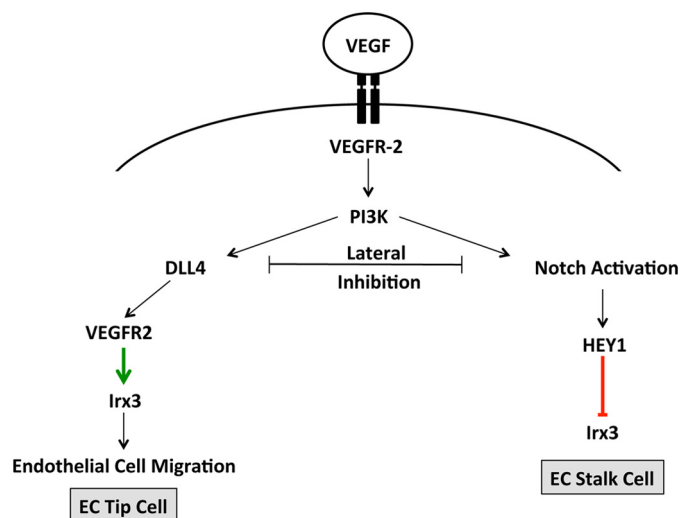 VEGF
VEGFR-2
PI3K
Lateral
Inhibition
DLL4
VEGFR2
Irx3
Endothelial Cell Migration
EC Tip Cell
Notch Activation
HEY1
Irx3
EC Stalk Cell